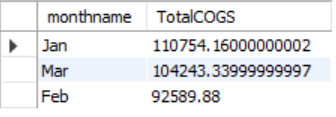 monthname TotalCOGS
Jan 110754.16000000002
Mar 104243.33999999997
Feb 92589.88